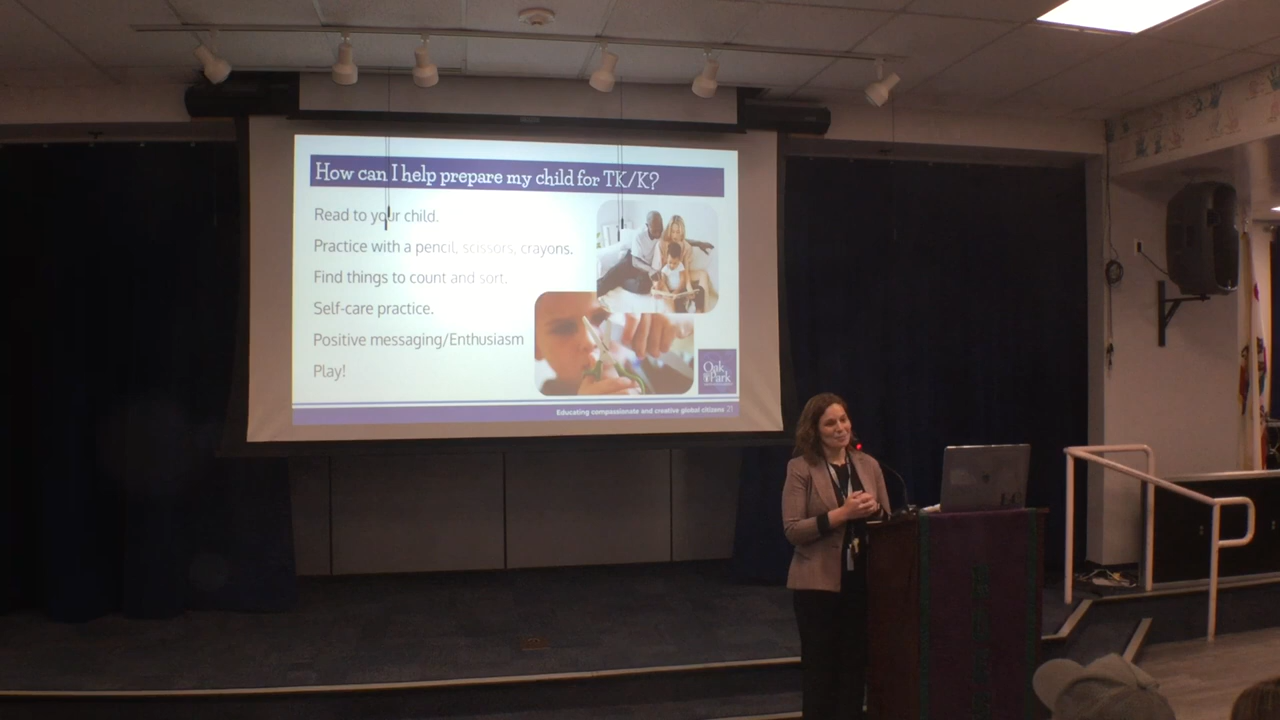 How can I help prepare my child for TK/K?
Read to your child.
Practice with a pencil, scissors, crayons.
Find things to count and sort.
Self-care practice.
Positive messaging/Enthusiasm
Play!
Oak
Park
Educating compassionate and creative global citizens 21